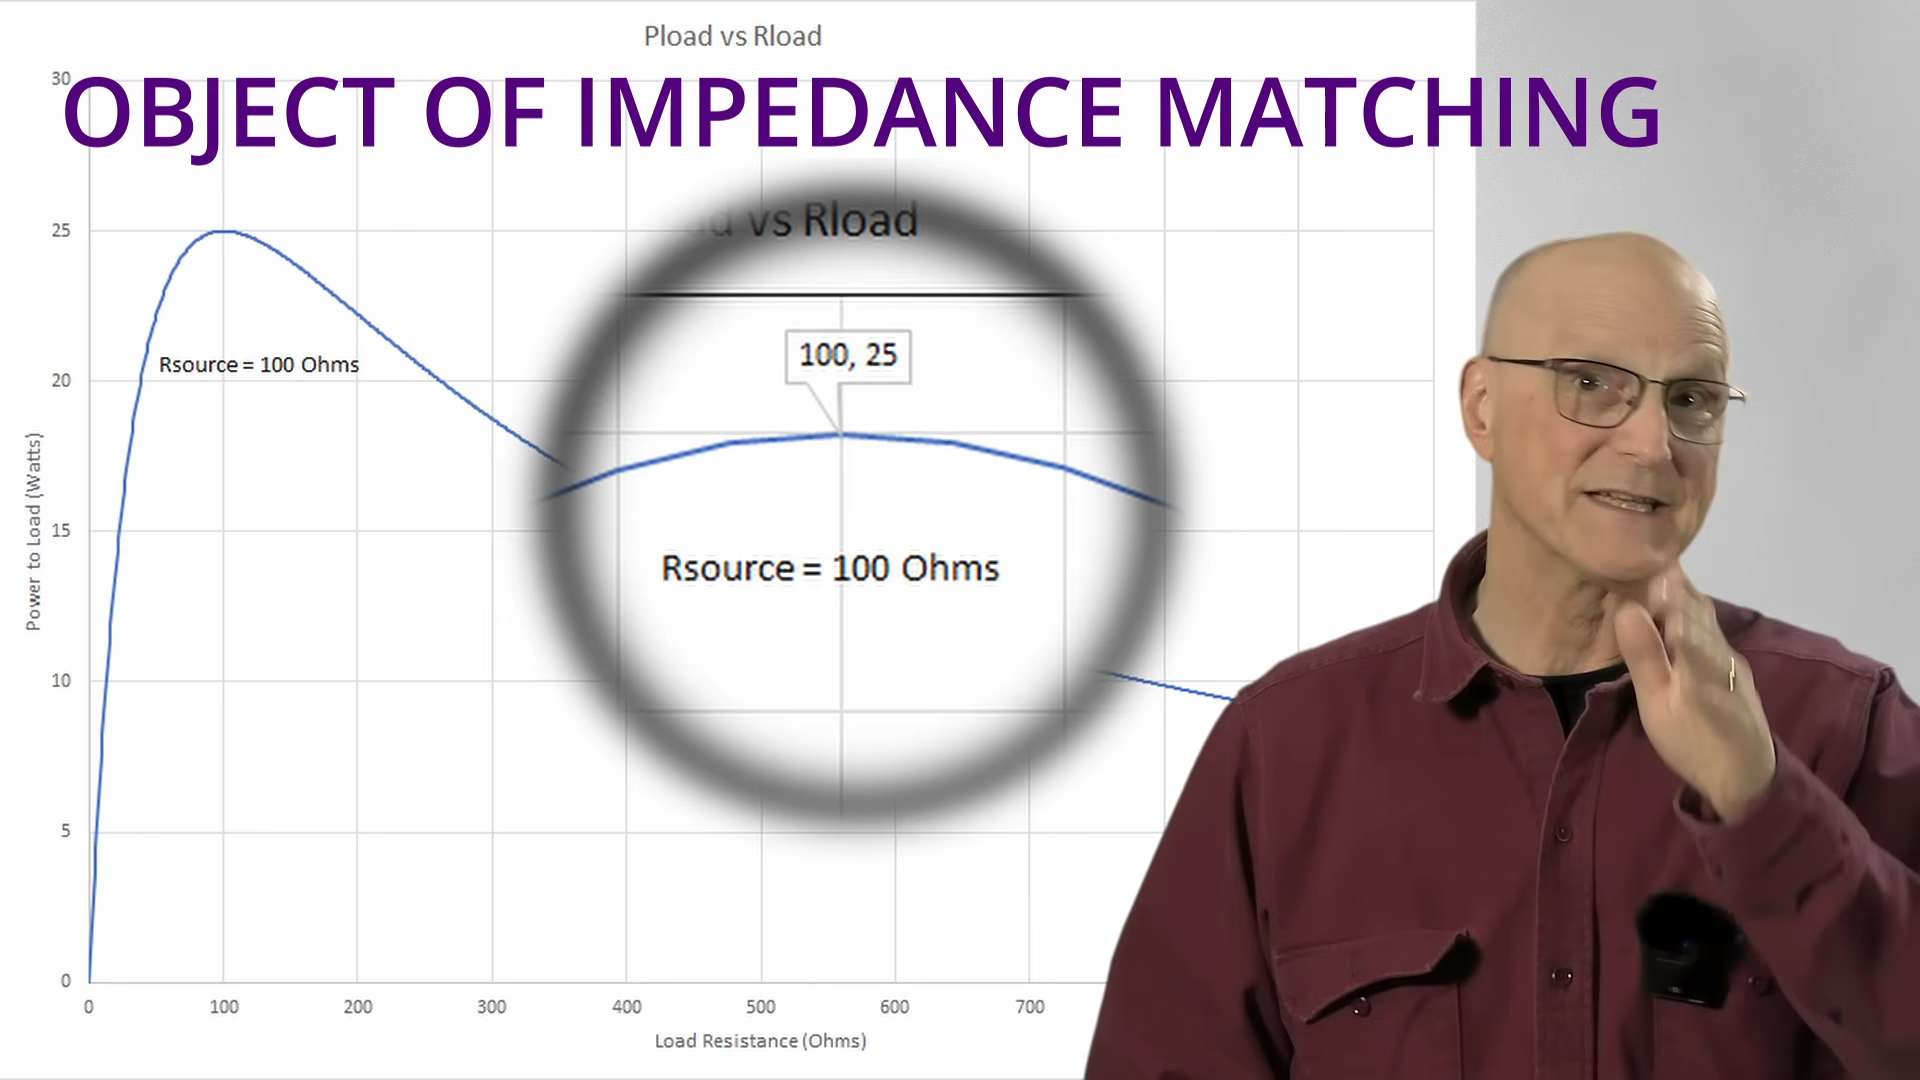 Pload vs Rload
OBJECT OF IMPEDANCE MATCHING
30
25
20
15
10
5
0
Power to Load (Watts)
Rsource = 100 Ohms
vs Rload
100, 25
Rsource = 100 Ohms
0 100 200 300 400 500 600 700
Load Resistance (Ohms)